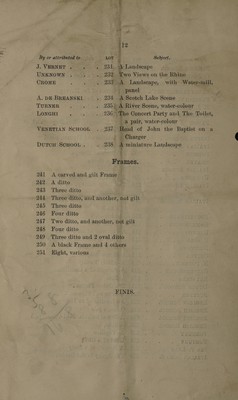 12
By or attributed to. LOT Subject.
J. VERNET . . . 231 A Landscape
UNKNOWN . . . 232 Two Views on the Rhine
CROME . . . 233 A Landscape, with Water-mill,
panel
A. DE BREANSKI . 234 A Scotch Lake Scene
TURNER . . . 235 A River Scene, water-colour
LONGHI . . . 236 The Concert Party and The Toilet,
a pair, water-colour
VENETIAN SCHOOL . 237 Head of John the Baptist on a
Charger
DUTCH SCHOOL . . A miniature Landscape
Frames.
241 A carved and gilt Frame
242 A ditto
243 Three ditto
244 Three ditto, and another, not gilt
245 Three ditto
246 Four ditto
247 Two ditto, and another, not gilt
248 Four ditto
249 Three ditto and 2 oval ditto
250 A black Frame and 4 others
251 Eight, various
FINIS.